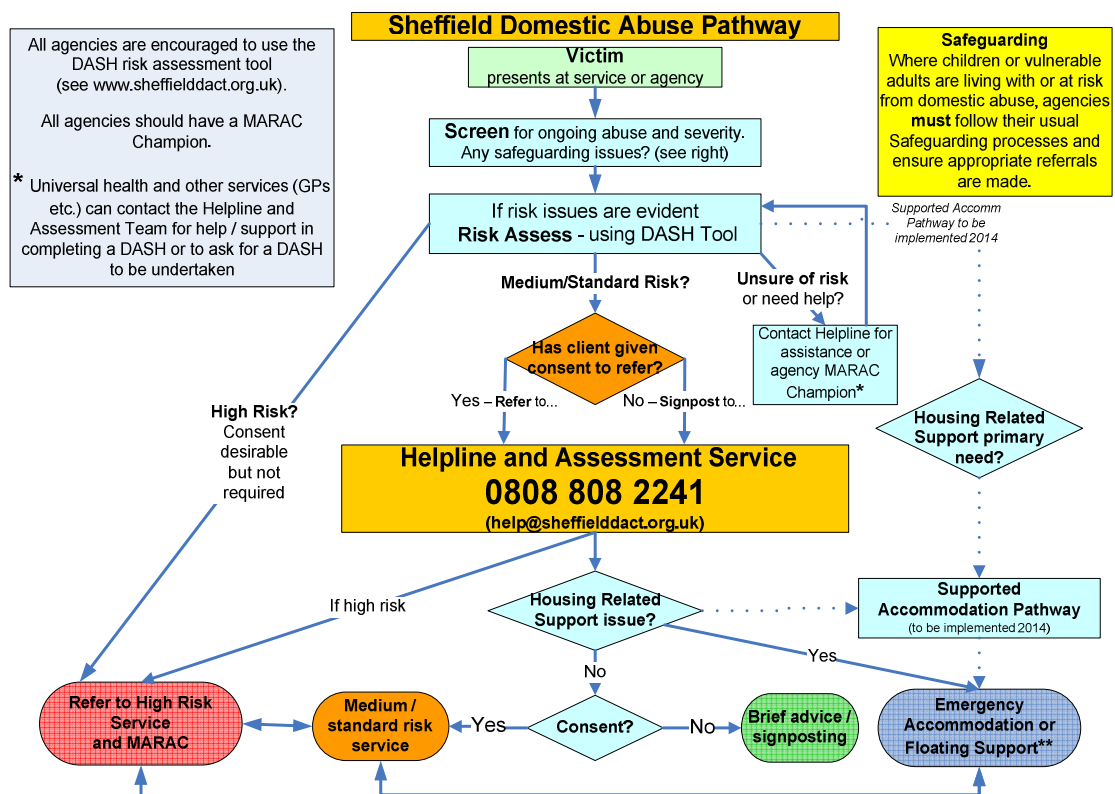 Sheffield Domestic Abuse Pathway
All agencies are encouraged to use the
DASH risk assessment tool
(see www.sheffielddact.org.uk).
All agencies should have a MARAC
Champion.
* Universal health and other services (GPs
etc.) can contact the Helpline and
Assessment Team for help / support in
completing a DASH or to ask for a DASH
to be undertaken
Victim
presents at service or agency
Safeguarding
Where children or vulnerable
adults are living with or at risk
from domestic abuse, agencies
must follow their usual
Safeguarding processes and
ensure appropriate referrals
are made.
Screen for ongoing abuse and severity.
Any safeguarding issues? (see right)
If risk issues are evident
Risk Assess - using DASH Tool
Supported Accomm
Pathway to be
implemented 2014
Medium/Standard Risk?
Unsure of risk
or need help?
Contact Helpline for
assistance or
agency MARAC
Champion*
Has client given
consent to refer?
Yes – Refer to...
No – Signpost to...
High Risk?
Consent
desirable
but not
required
Housing Related
Support primary
need?
Helpline and Assessment Service
0808 808 2241
(help@sheffielddact.org.uk)
If high risk
Housing Related
Support issue?
Supported
Accommodation Pathway
(to be implemented 2014)
Yes
No
Refer to High Risk
Service
and MARAC
Medium /
standard risk
service
Yes
Consent?
No
Brief advice /
signposting
Emergency
Accommodation or
Floating Support**